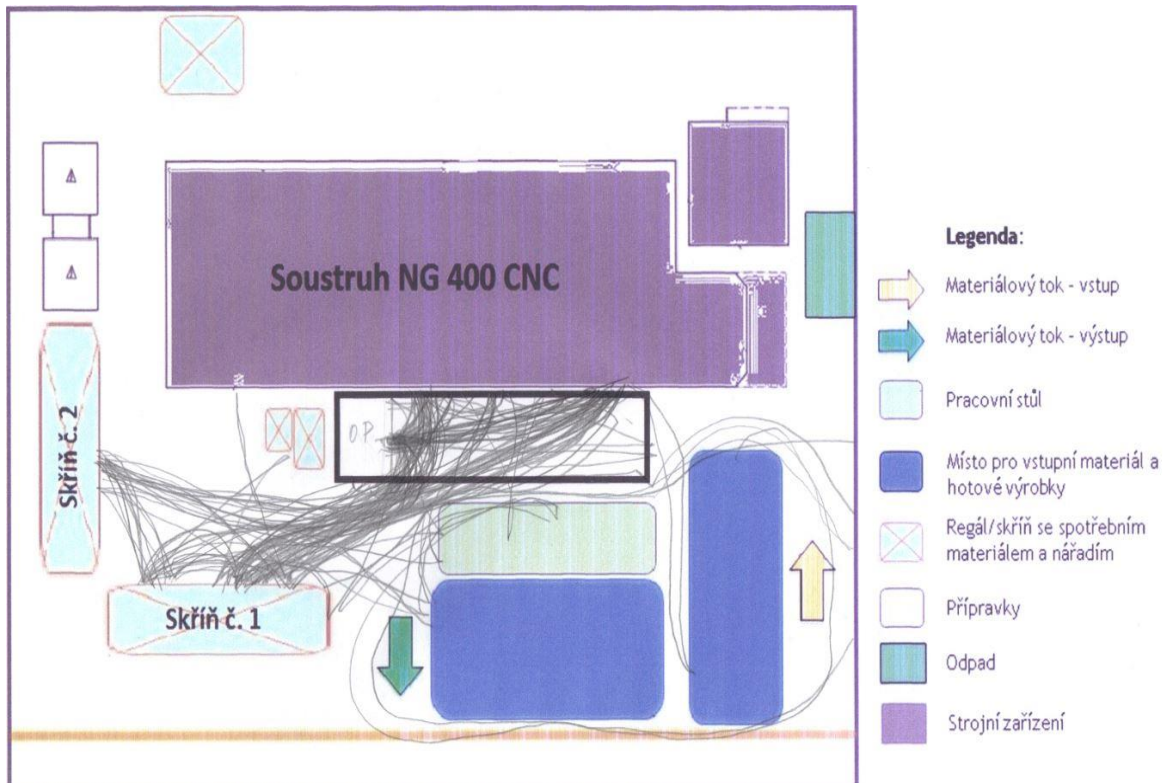 Soustruh NG 400 CNC
Skříň č. 2
O.P.
Skříň č. 1
Legenda:
Materiálový tok - vstup
Materiálový tok - výstup
Pracovní stůl
Místo pro vstupní materiál a
hotové výrobky
Regál/skříň se spotřebním
materiálem a nářadím
Přípravky
Odpad
Strojní zařízení